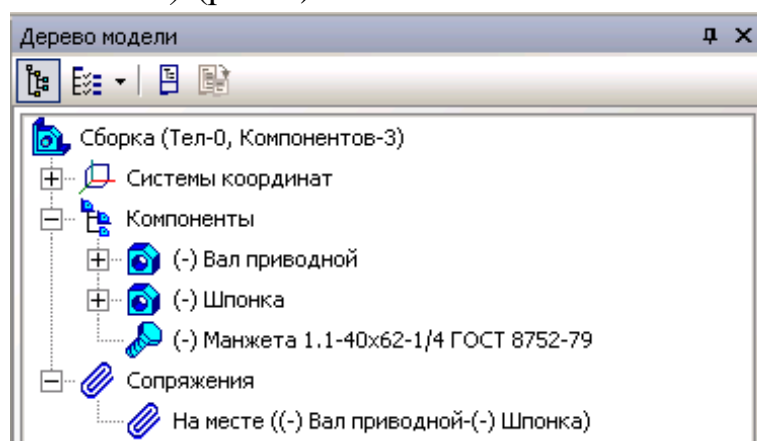 Дерево модели
Сборка (Тел-0, Компонентов-3)
Системы координат
Компоненты
(-) Вал приводной
(-) Шпонка
(-) Манжета 1.1-40x62-1/4 ГОСТ 8752-79
Сопряжения
На месте ((-) Вал приводной-(-) Шпонка)